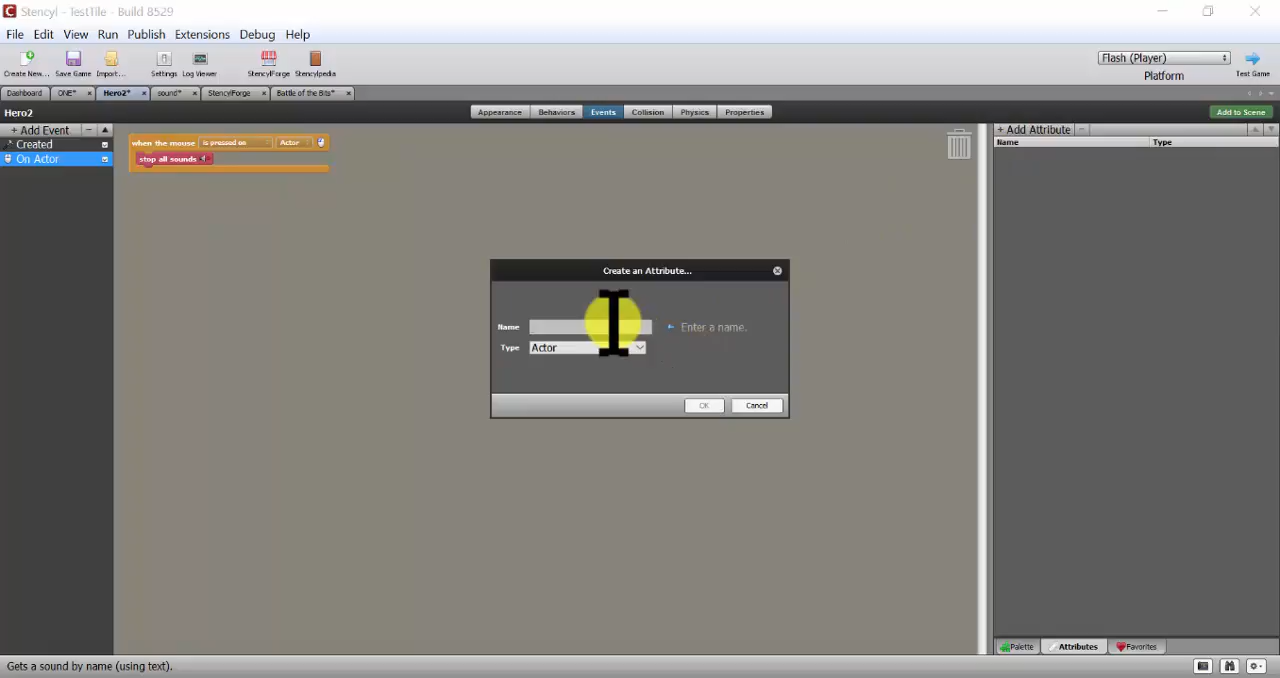 Stencyl - TestTile - Build 8529
File Edit View Run Publish Extensions Debug Help
Create New... Save Game Import... Settings Log Viewer StencylForge Stencylpedia
Flash (Player)
Platform
Test Game
Dashboard ONE* Hero2* sound* StencylForge Battle of the Bits*
Hero2
Appearance Behaviors Events Collision Physics Properties
Add to Scene
+ Add Event
Created
On Actor
when the mouse is pressed on Actor
stop all sounds
+ Add Attribute
Name Type
Create an Attribute...
Name Enter a name.
Type Actor
OK Cancel
Palette Attributes Favorites
Gets a sound by name (using text).